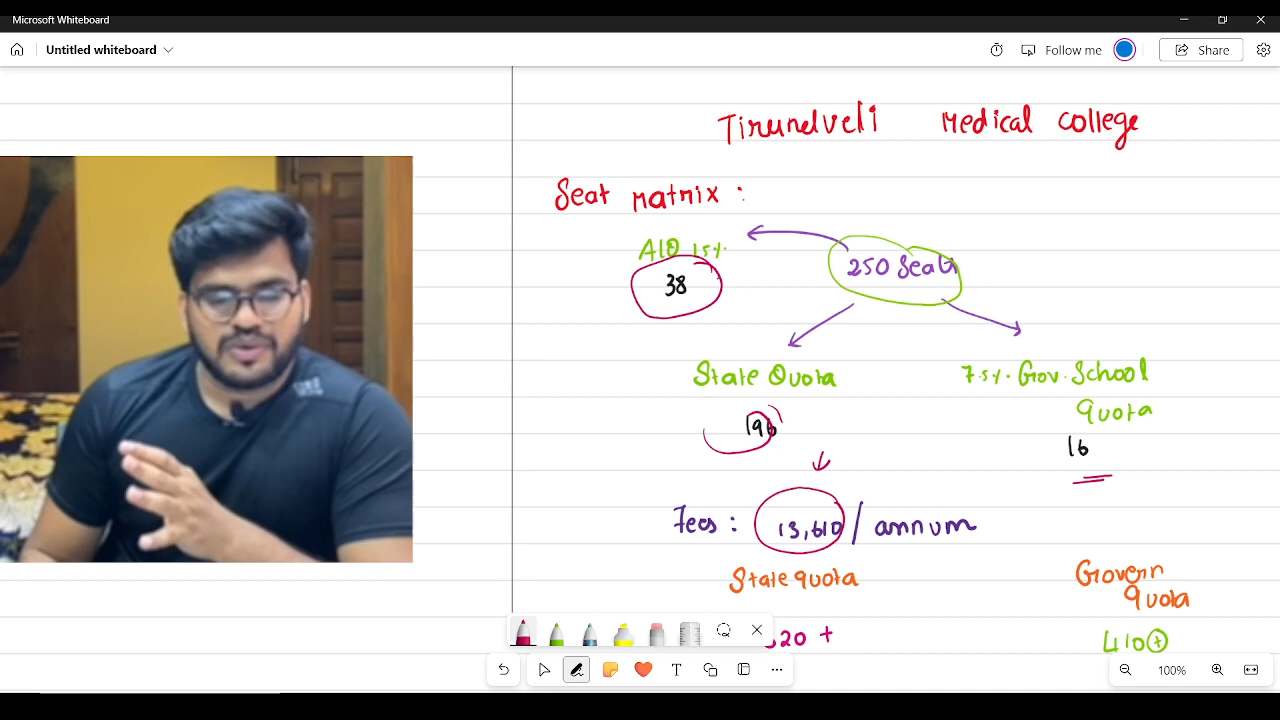 Microsoft Whiteboard
Untitled whiteboard
Follow me
Share
Tirunelveli Medical college
Seat matrix :
AIQ 15%
250 Seats
38
State Quota
7.5% Gov. School
quota
196
16
Fees : 13,610 / annum
State quota
Govern
quota
+
410+
100%